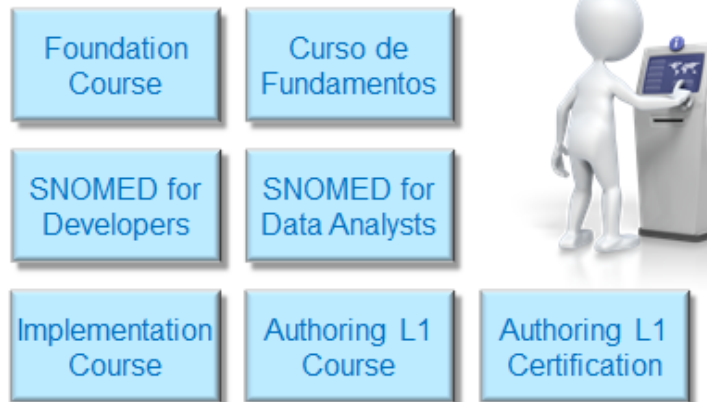 Foundation
Course
Curso de
Fundamentos
SNOMED for
Developers
SNOMED for
Data Analysts
Implementation
Course
Authoring L1
Course
Authoring L1
Certification
i